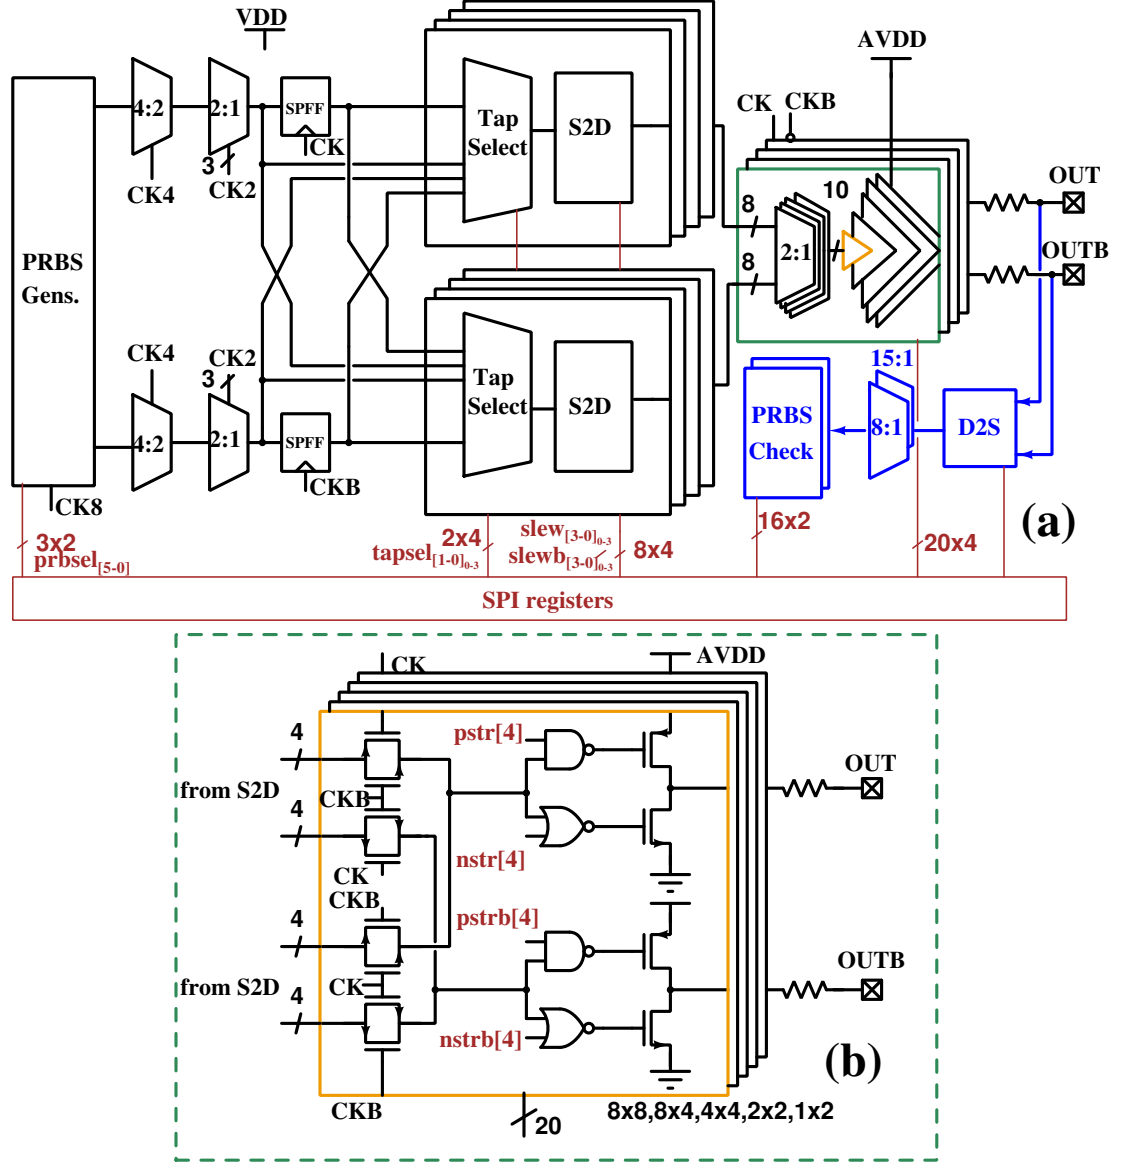 VDD
AVDD
PRBS
Gens.
4:2
2:1
SPFF
CK
CK4
3
CK2
Tap
Select
S2D
CK
CKB
8
8
2:1
10
OUT
OUTB
CK4
3
CK2
4:2
2:1
SPFF
CKB
CK8
Tap
Select
S2D
PRBS
Check
15:1
8:1
D2S
(a)
3x2
prbsel[5-0]
2x4
tapsel[1-0]0-3
slew[3-0]0-3
slewb[3-0]0-3
8x4
16x2
20x4
SPI registers
CK
AVDD
4
from S2D
4
CKB
CK
CKB
pstr[4]
nstr[4]
OUT
4
from S2D
4
CK
CKB
pstrb[4]
nstrb[4]
OUTB
(b)
20
8x8,8x4,4x4,2x2,1x2